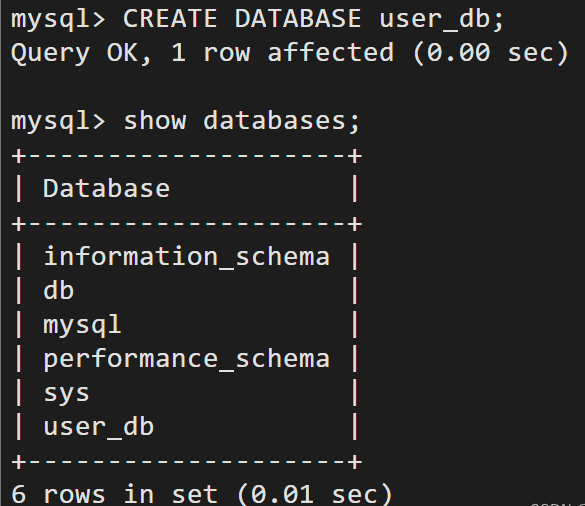 mysql> CREATE DATABASE user_db;
Query OK, 1 row affected (0.00 sec)
mysql> show databases;
+--------------------+
| Database           |
+--------------------+
| information_schema |
| db                 |
| mysql              |
| performance_schema |
| sys                |
| user_db            |
+--------------------+
6 rows in set (0.01 sec)